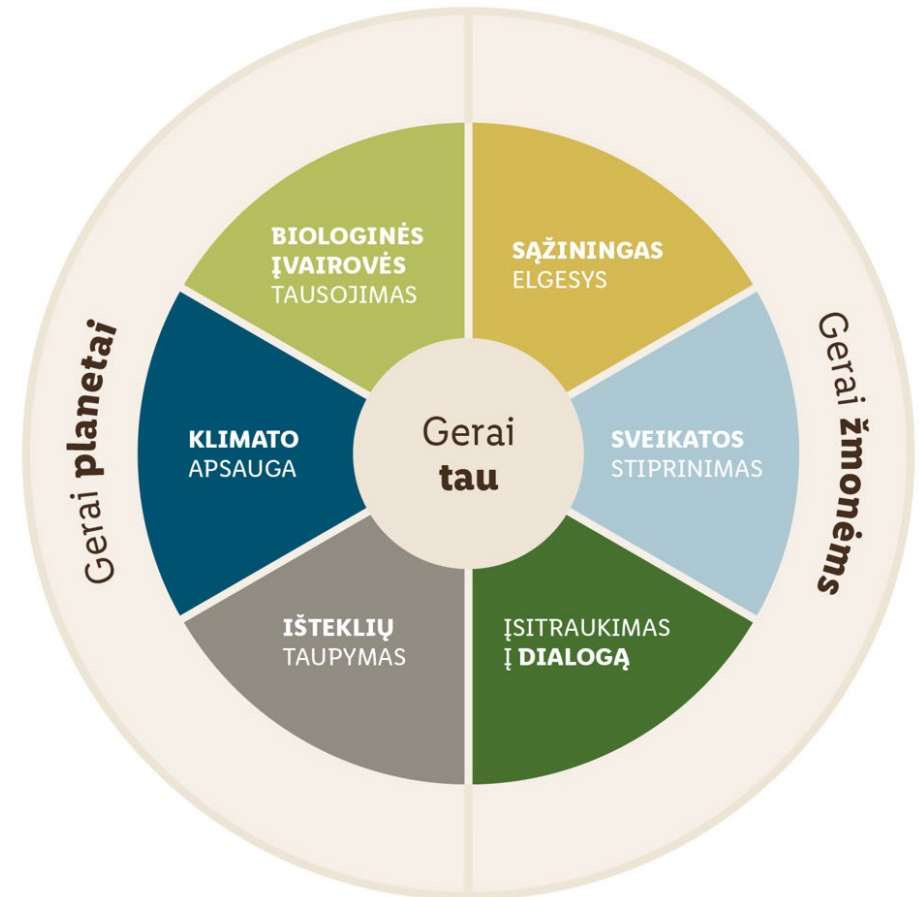 BIOLOGINĖS
ĮVAIROVĖS
TAUSOJIMAS
SĄŽININGAS
ELGESYS
Gerai planetai
KLIMATO
APSAUGA
Gerai
tau
SVEIKATOS
STIPRINIMAS
Gerai žmonėms
IŠTEKLIŲ
TAUPYMAS
ĮSITRAUKIMAS
Į DIALOGĄ